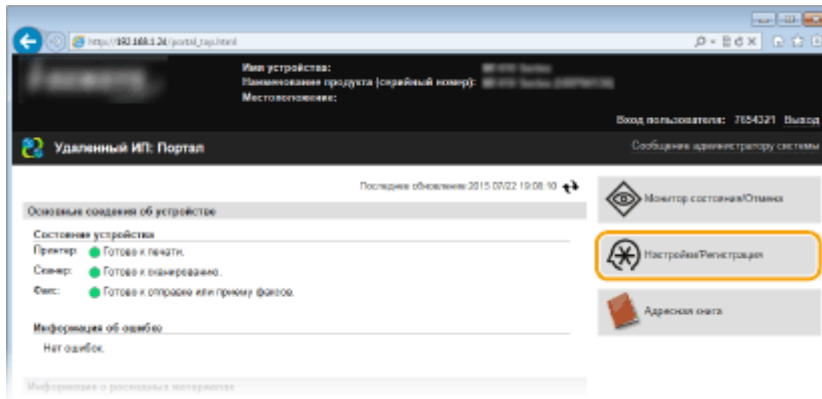 http://192.168.1.24/portal_top.html
Имя устройства:
Наименование продукта (серийный номер):
Местоположение:
Вход пользователя: 7654321 Выход
Удаленный ИП: Портал
Сообщение администратору системы
Последнее обновление: 2015 07/22 19:08:10
Основные сведения об устройстве
Состояние устройства
Принтер: Готово к печати.
Сканер: Готово к сканированию.
Факс: Готово к отправке или приему факсов.
Информация об ошибке
Нет ошибок.
Информация о расходных материалах
Монитор состояния/Отмена
Настройки/Регистрация
Адресная книга